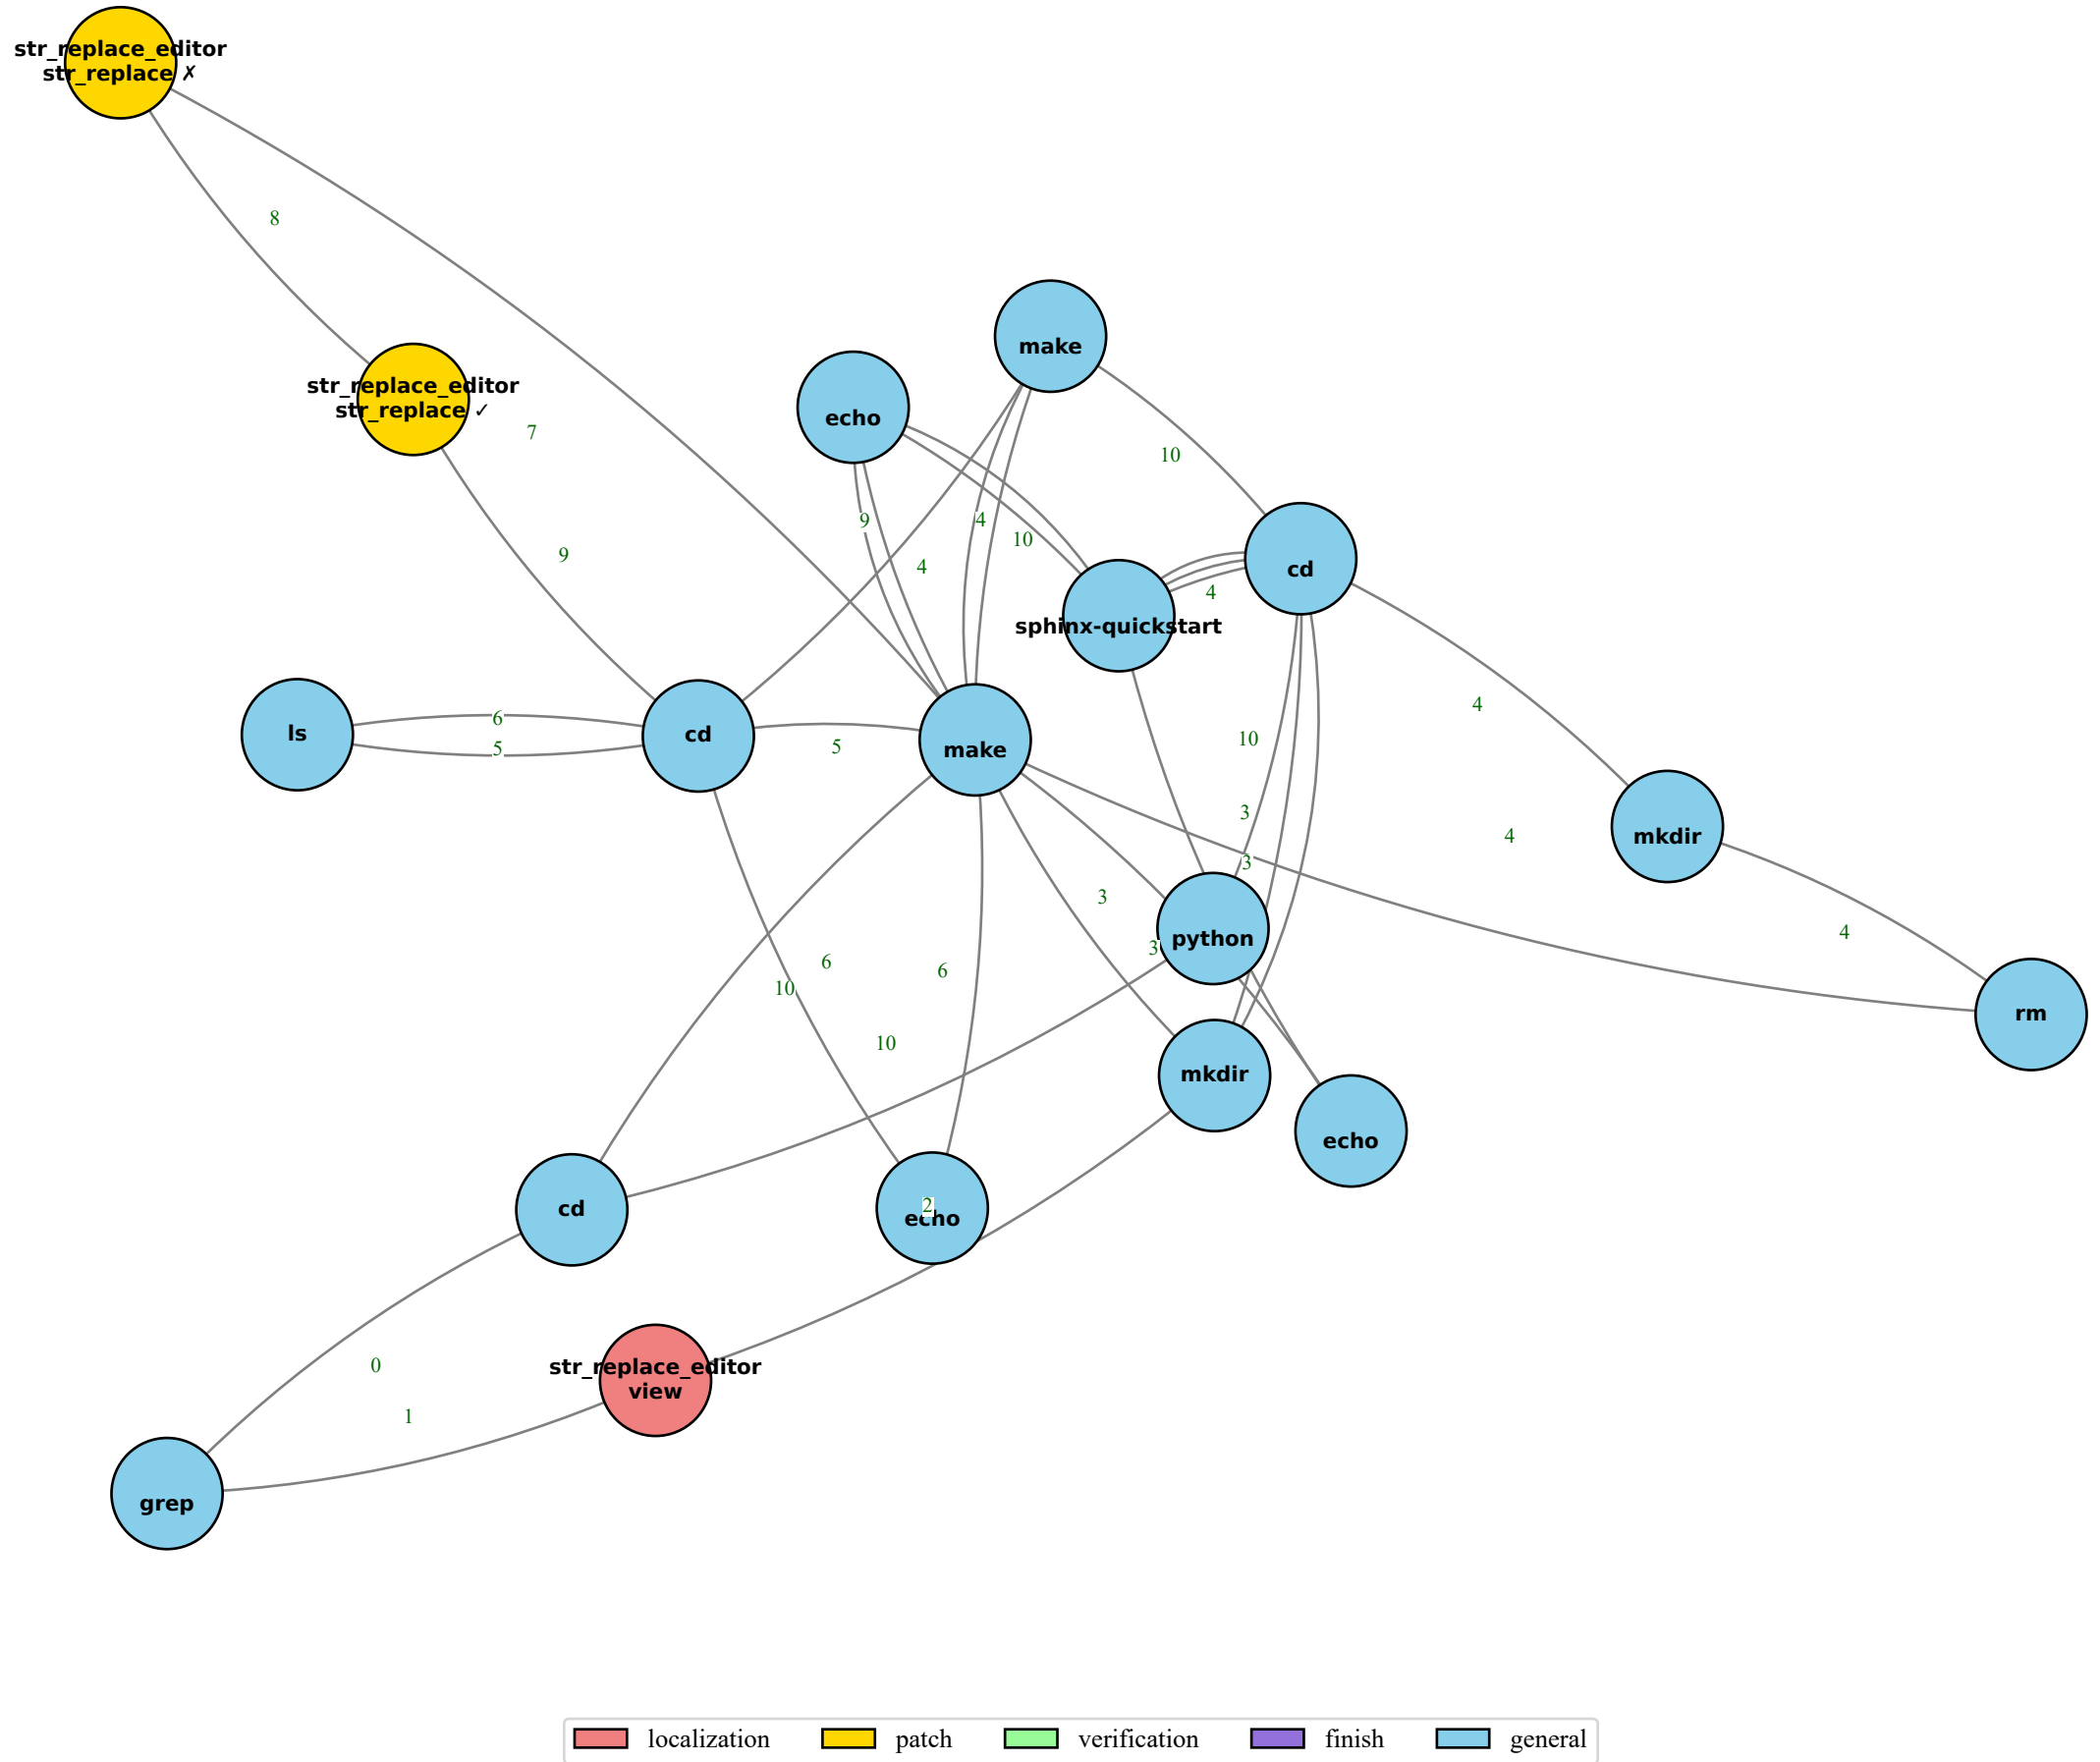 str_replace_editor
str_replace ✗
8
make
str_replace_editor
str_replace ✓
echo
7
10
9
4
10
9
4
cd
4
sphinx-quickstart
4
6
5
ls
cd
5
make
10
3
4
mkdir
3
3
4
python
3
6
6
10
10
rm
mkdir
echo
cd
2
echo
0
str_replace_editor
view
1
grep
localization
patch
verification
finish
general